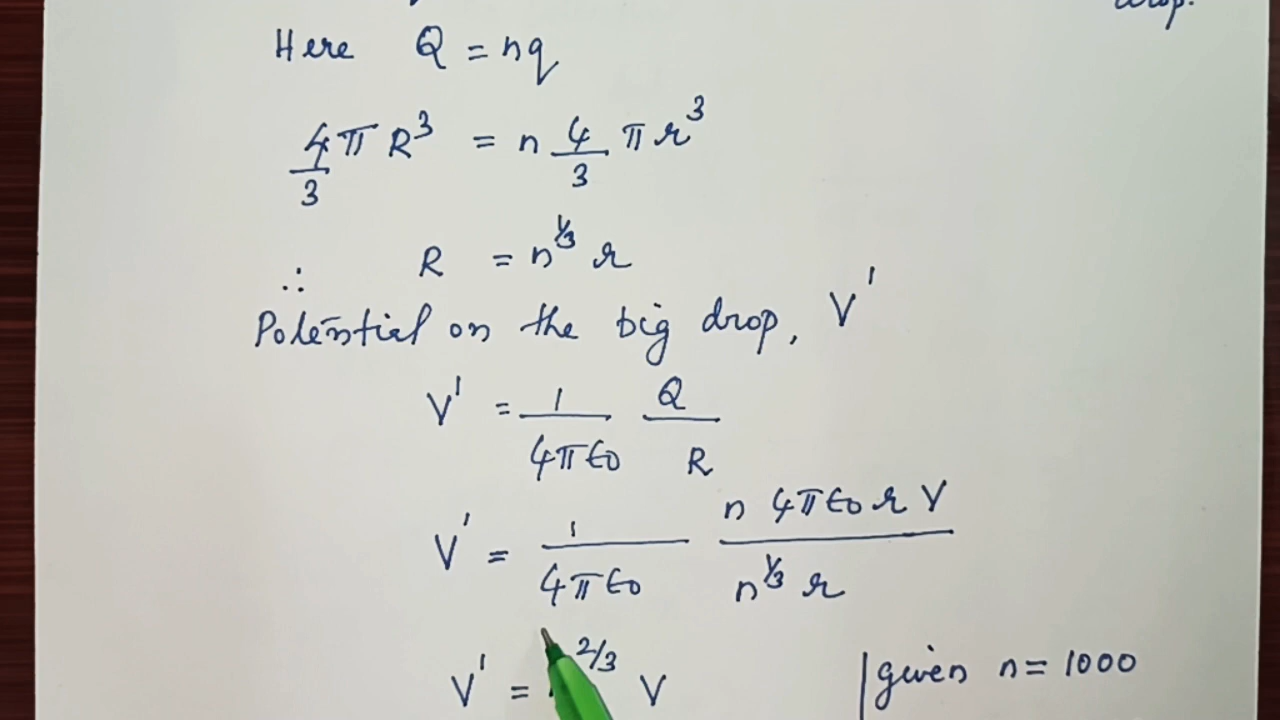 drop.
Here Q = nq
4/3 π R³ = n 4/3 π r³
∴ R = n^1/3 r
Potential on the big drop, V'
V' = 1/4πϵ0 Q/R
V' = 1/4πϵ0 n 4πϵ0 r V / n^1/3 r
V' = 2/3 V | given n = 1000